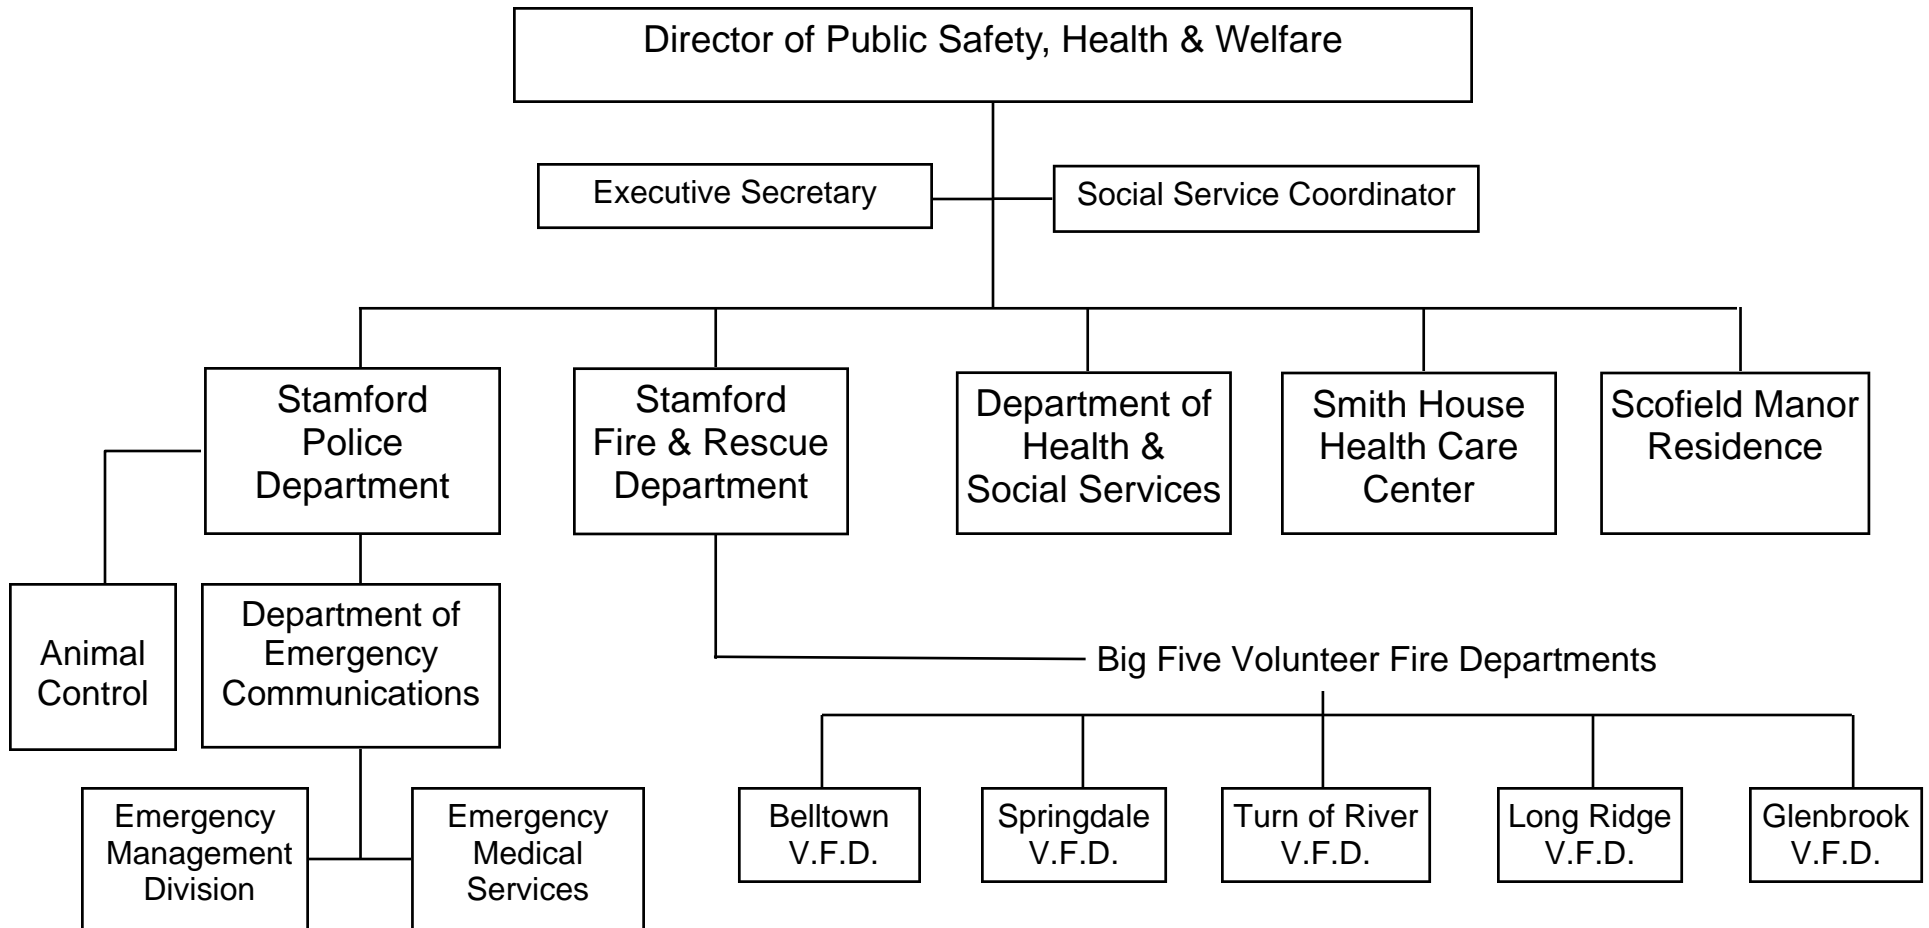 Director of Public Safety, Health & Welfare
Executive Secretary
Social Service Coordinator
Stamford
Police
Department
Stamford
Fire & Rescue
Department
Department of
Health &
Social Services
Smith House
Health Care
Center
Scofield Manor
Residence
Animal
Control
Department of
Emergency
Communications
Big Five Volunteer Fire Departments
Emergency
Management
Division
Emergency
Medical
Services
Belltown
V.F.D.
Springdale
V.F.D.
Turn of River
V.F.D.
Long Ridge
V.F.D.
Glenbrook
V.F.D.